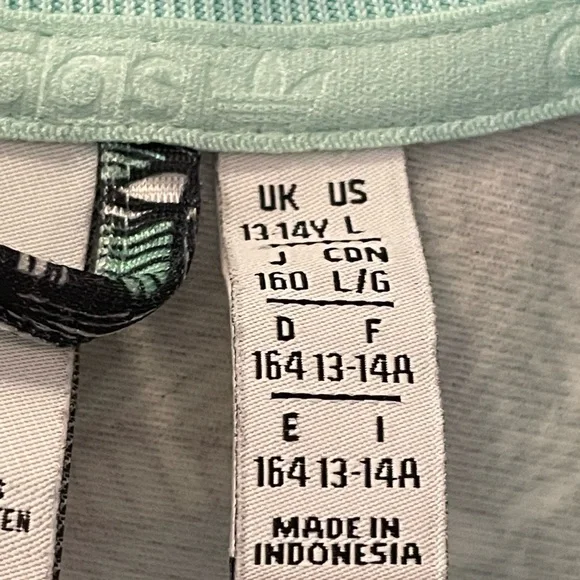 UK US
13-14Y L
J CDN
160 L/G
D F
164 13-14A
E I
164 13-14A
MADE IN
INDONESIA